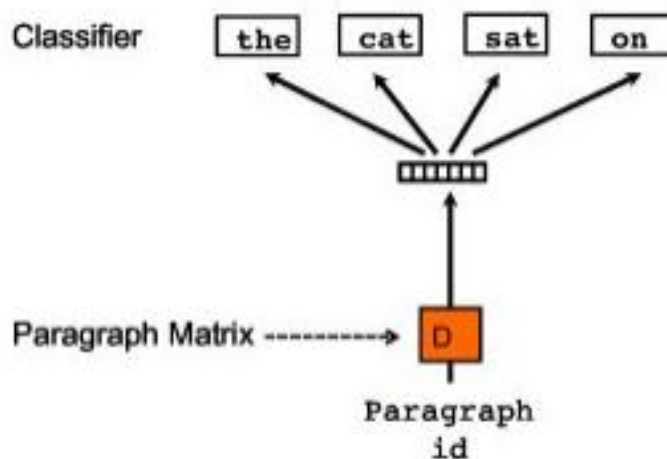 Classifier the cat sat on
Paragraph Matrix D
Paragraph
id